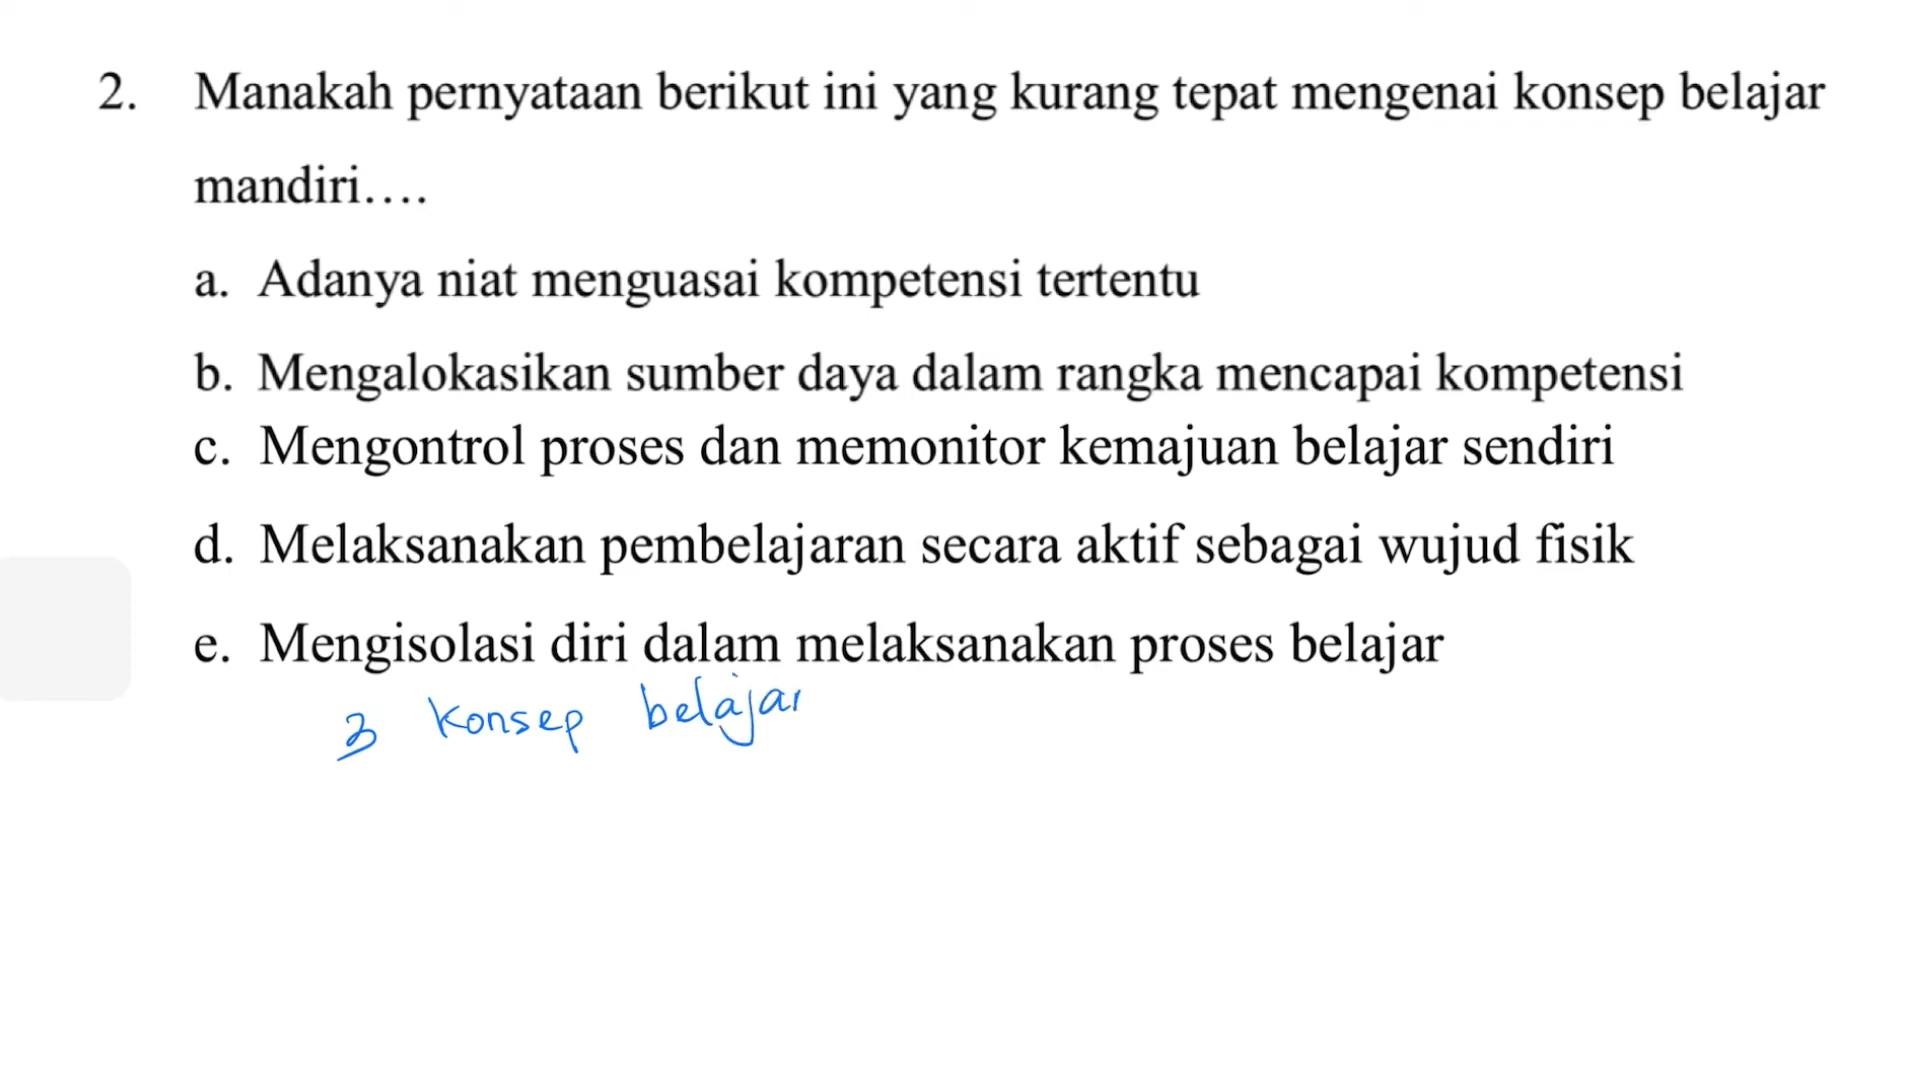 2. Manakah pernyataan berikut ini yang kurang tepat mengenai konsep belajar
mandiri….
a. Adanya niat menguasai kompetensi tertentu
b. Mengalokasikan sumber daya dalam rangka mencapai kompetensi
c. Mengontrol proses dan memonitor kemajuan belajar sendiri
d. Melaksanakan pembelajaran secara aktif sebagai wujud fisik
e. Mengisolasi diri dalam melaksanakan proses belajar
3 Konsep belajar